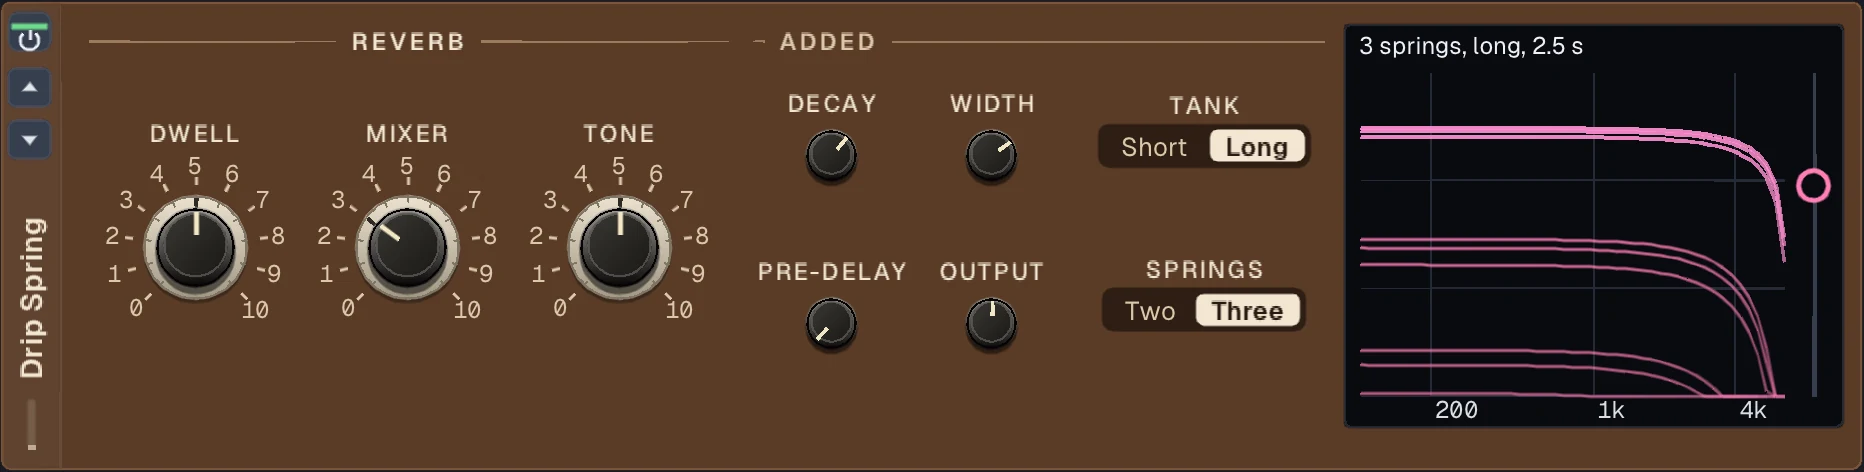 Drip Spring
REVERB
DWELL
0 1 2 3 4 5 6 7 8 9 10
MIXER
0 1 2 3 4 5 6 7 8 9 10
TONE
0 1 2 3 4 5 6 7 8 9 10
ADDED
DECAY
WIDTH
TANK
Short Long
PRE-DELAY
OUTPUT
SPRINGS
Two Three
3 springs, long, 2.5 s
200 1k 4k